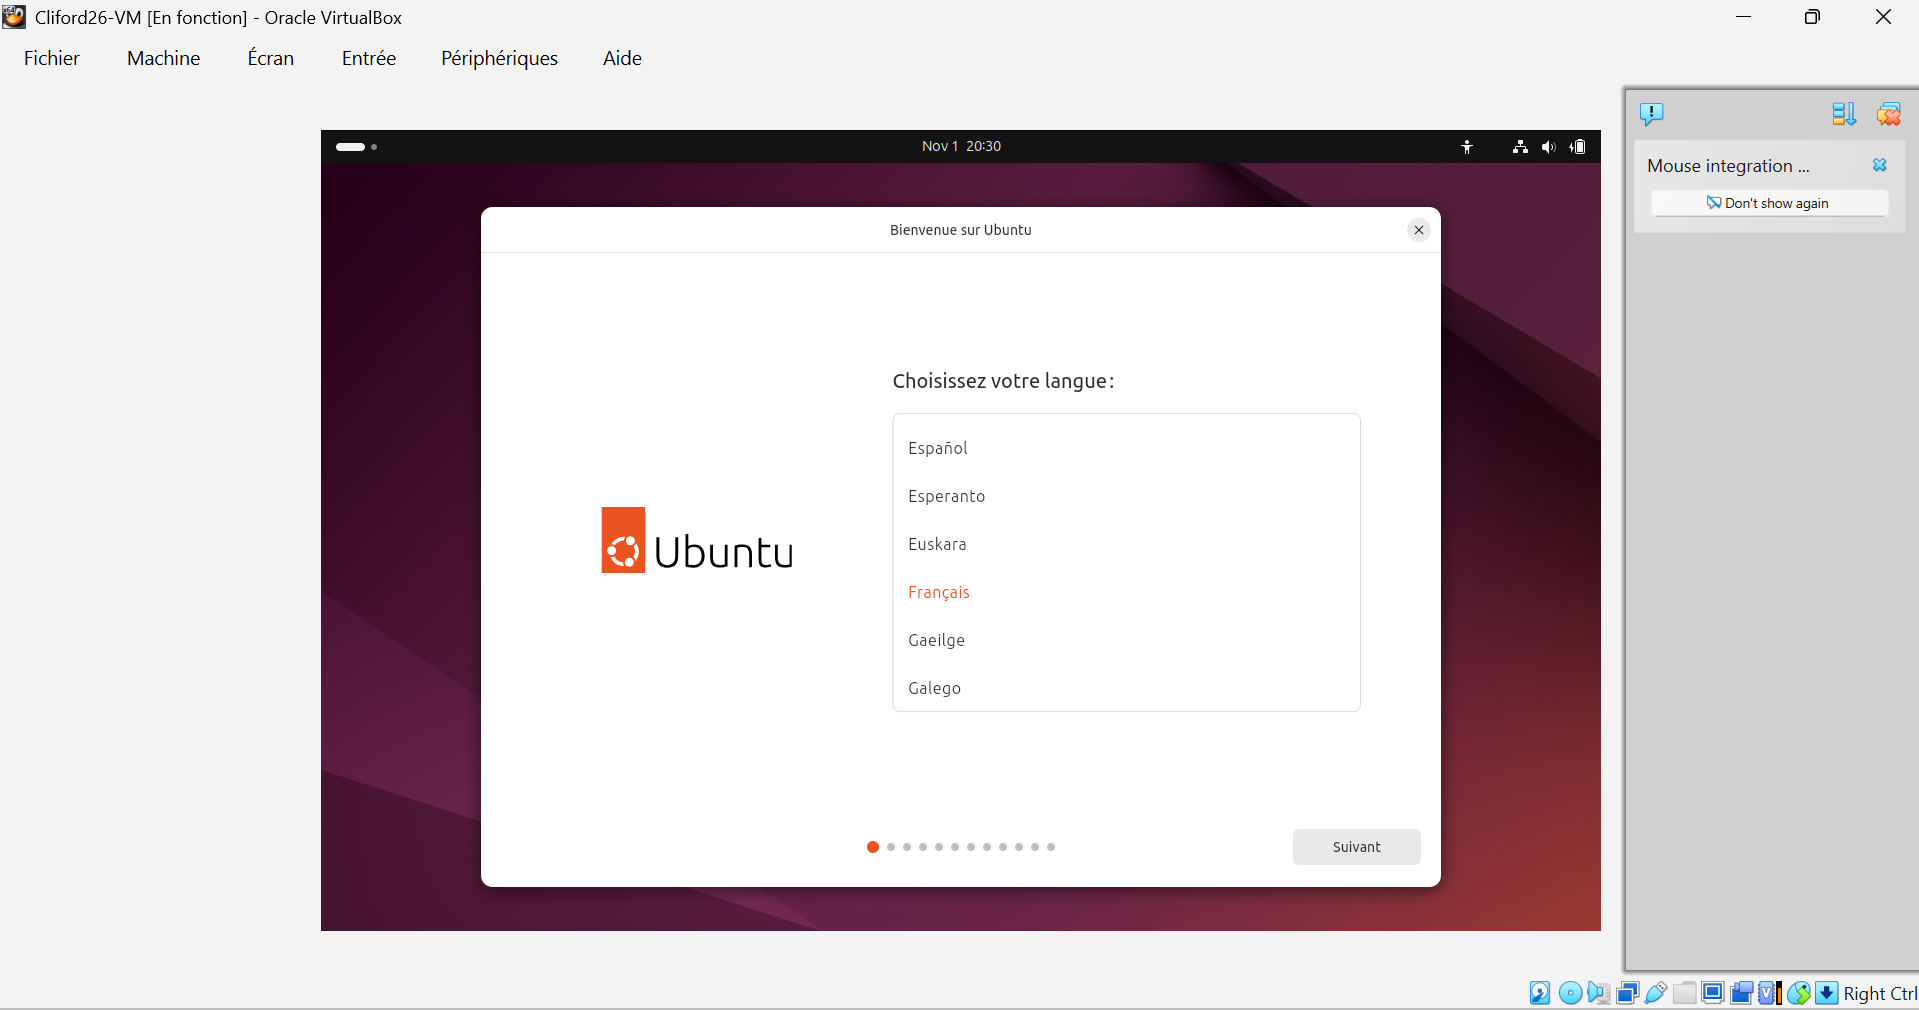 Cliford26-VM [En fonction] - Oracle VirtualBox
Fichier Machine Écran Entrée Périphériques Aide
Nov 1 20:30
Mouse integration ...
Don't show again
Bienvenue sur Ubuntu
Choisissez votre langue :
Español
Esperanto
Euskara
Français
Gaeilge
Galego
Ubuntu
Suivant
Right Ctrl